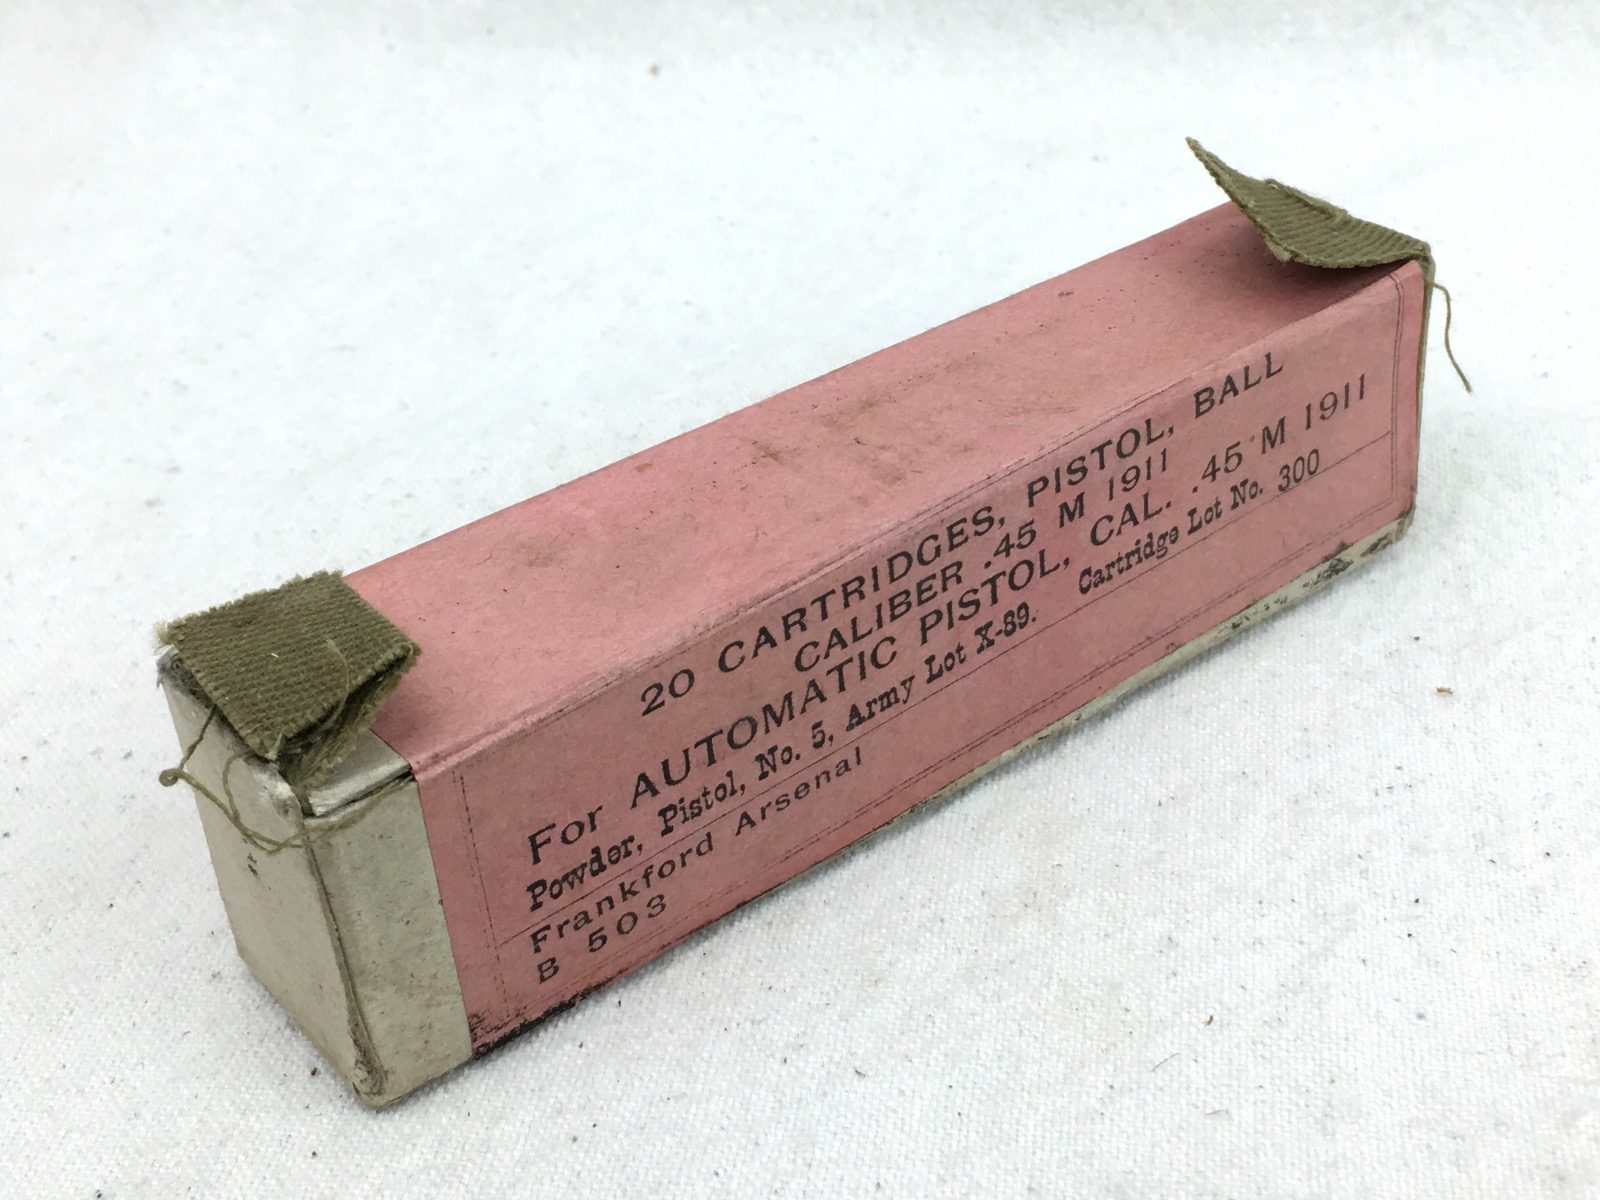 20 CARTRIDGES, PISTOL, BALL
CALIBER .45 M 1911
For AUTOMATIC PISTOL, CAL. .45 M 1911
Powder, Pistol, No. 5, Army Lot X-89. Cartridge Lot No. 300
Frankford Arsenal
B 503